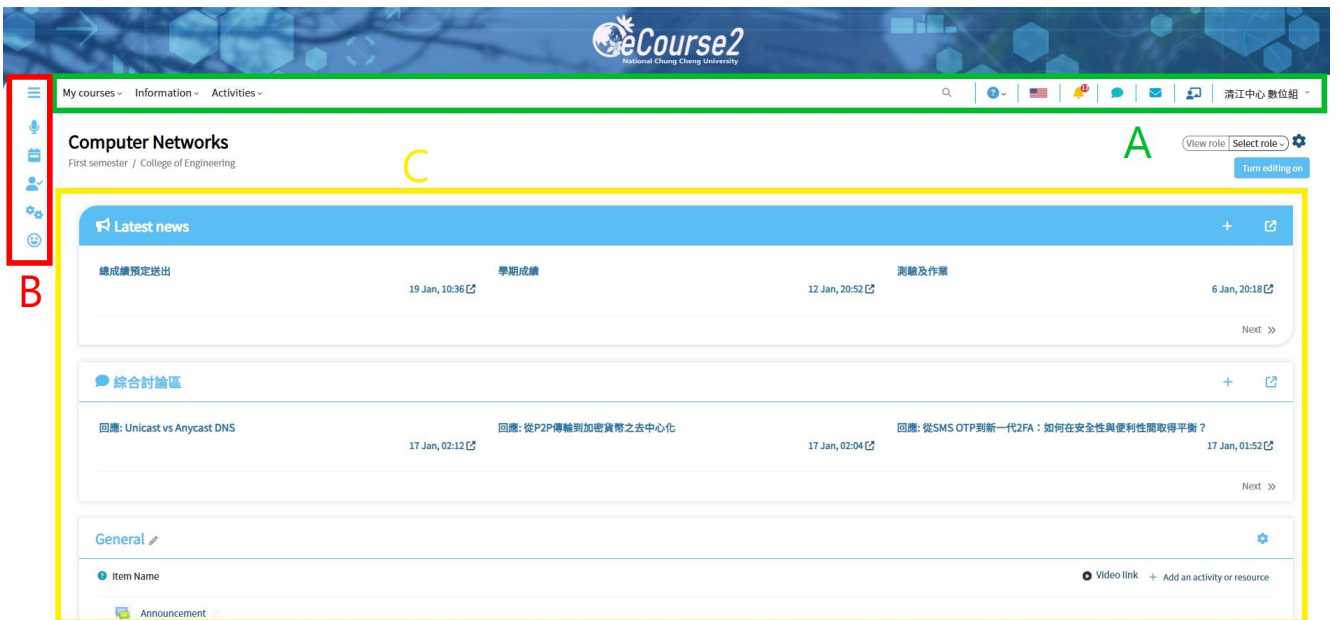 eCourse2
National Chung Cheng University
My courses Information Activities 17 清江中心 數位組
Computer Networks
First semester / College of Engineering
A
View role Select role
Turn editing on
B
C
Latest news
總成績預定送出 學期成績 測驗及作業
19 Jan, 10:36 12 Jan, 20:52 6 Jan, 20:18
Next »
綜合討論區
回應: Unicast vs Anycast DNS 回應: 從P2P傳輸到加密貨幣之去中心化 回應: 從SMS OTP到新一代2FA：如何在安全性與便利性間取得平衡？
17 Jan, 02:12 17 Jan, 02:04 17 Jan, 01:52
Next »
General
Item Name Video link + Add an activity or resource
Announcement